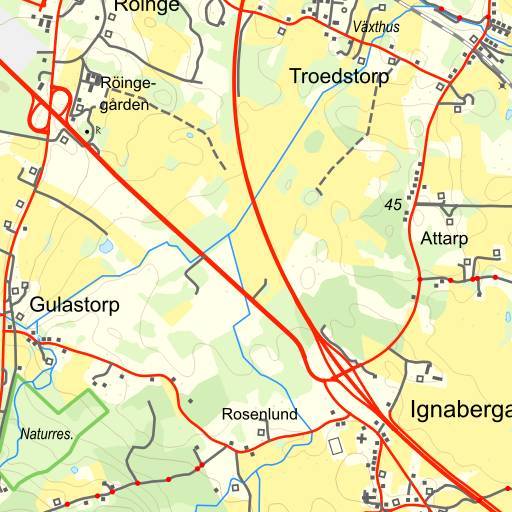 Röinge
Växthus
Troedstorp
Röinge-
gården
R
45
Attarp
Gulastorp
Rosenlund
Ignaberga
Naturres.